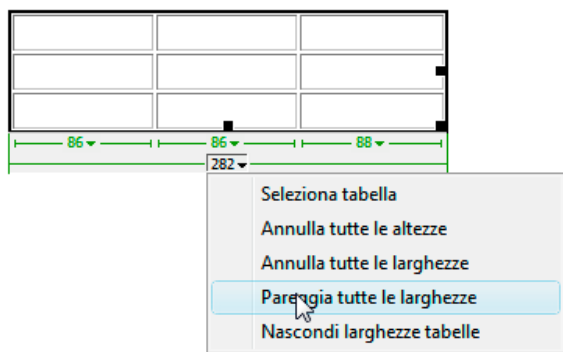 86 86 88
282
Seleziona tabella
Annulla tutte le altezze
Annulla tutte le larghezze
Pareggia tutte le larghezze
Nascondi larghezze tabelle